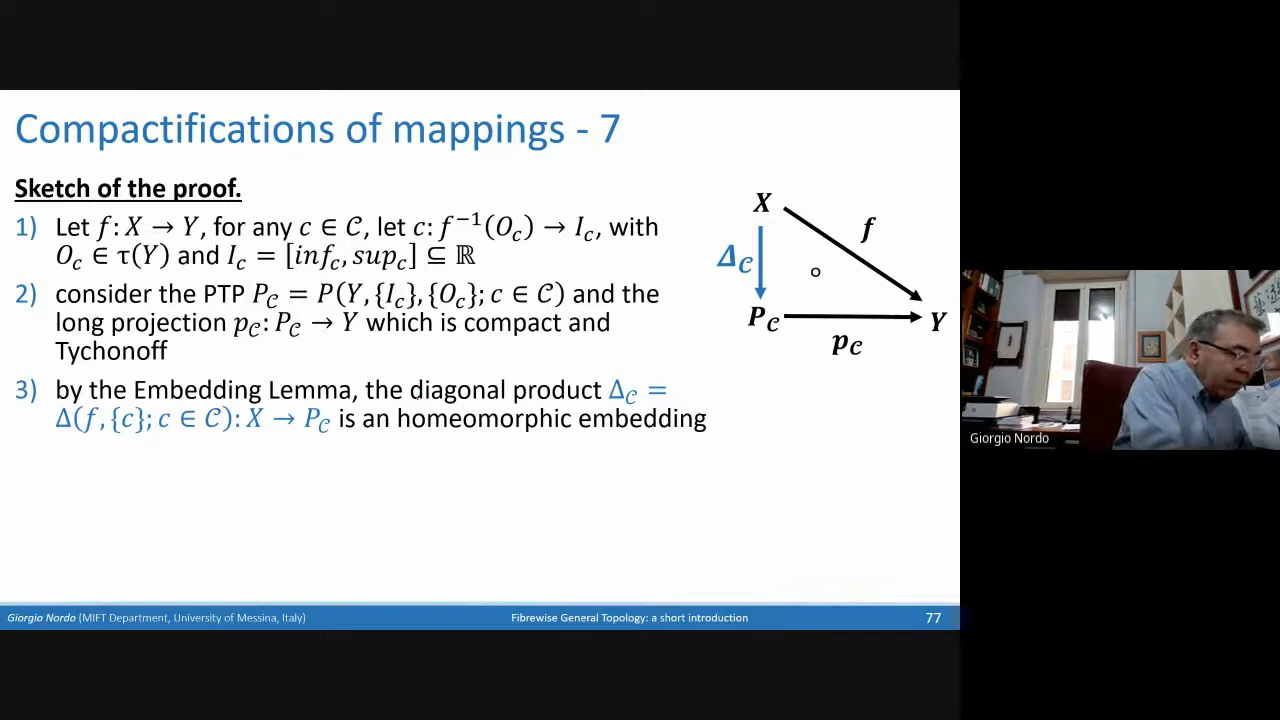 Compactifications of mappings - 7
Sketch of the proof.
1) Let 𝑓: 𝑋 → 𝑌, for any 𝑐 ∈ 𝒞, let 𝑐: 𝑓⁻¹(𝑂_𝑐) → 𝐼_𝑐, with
𝑂_𝑐 ∈ τ(𝑌) and 𝐼_𝑐 = [𝑖𝑛𝑓_𝑐, 𝑠𝑢𝑝_𝑐] ⊆ ℝ
2) consider the PTP 𝑃_𝒞 = 𝑃(𝑌, {𝐼_𝑐}, {𝑂_𝑐}; 𝑐 ∈ 𝒞) and the
long projection 𝑝_𝒞: 𝑃_𝒞 → 𝑌 which is compact and
Tychonoff
3) by the Embedding Lemma, the diagonal product Δ_𝒞 =
Δ(𝑓, {𝑐}; 𝑐 ∈ 𝒞): 𝑋 → 𝑃_𝒞 is an homeomorphic embedding
X
f
Δ_𝒞
P_𝒞
Y
p_𝒞
Giorgio Nordo
Giorgio Nordo (MIFT Department, University of Messina, Italy)
Fibrewise General Topology: a short introduction
77